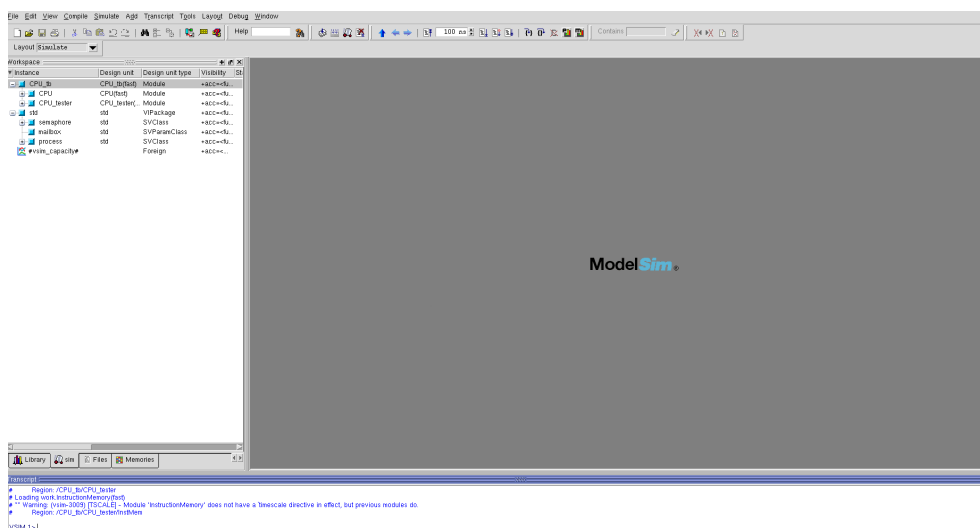 File Edit View Compile Simulate Add Transcript Tools Layout Debug Window
Help 100 ns Contains
Layout Simulate
Workspace
Instance Design unit Design unit type Visibility St
CPU_tb CPU_tb(fast) Module +acc=<fu...
CPU CPU(fast) Module +acc=<fu...
CPU_tester CPU_tester(... Module +acc=<fu...
std std VlPackage +acc=<fu...
semaphore std SVClass +acc=<fu...
mailbox std SVParamClass +acc=<fu...
process std SVClass +acc=<fu...
#vsim_capacity# Foreign +acc=<...
ModelSim®
Library sim Files Memories
Transcript
# Region: /CPU_tb/CPU_tester
# Loading work.InstructionMemory(fast)
# ** Warning: (vsim-3009) [TSCALE] - Module 'InstructionMemory' does not have a `timescale directive in effect, but previous modules do.
# Region: /CPU_tb/CPU_tester/InstMem
VSIM 1>